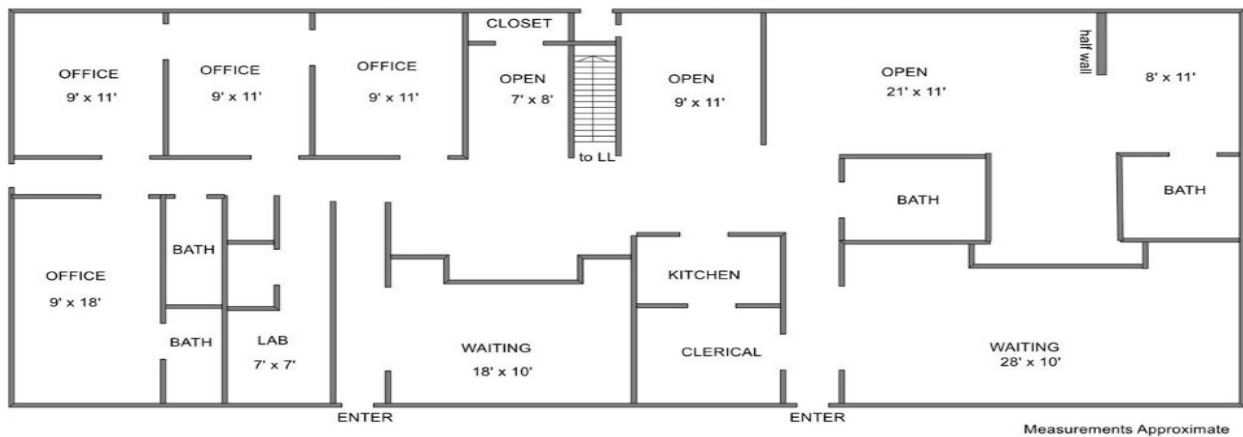 CLOSET
OFFICE
9' x 11'
OFFICE
9' x 11'
OFFICE
9' x 11'
OPEN
7' x 8'
to LL
OPEN
9' x 11'
OPEN
21' x 11'
half wall
8' x 11'
BATH
BATH
OFFICE
9' x 18'
BATH
BATH
LAB
7' x 7'
WAITING
18' x 10'
KITCHEN
CLERICAL
WAITING
28' x 10'
ENTER
ENTER
Measurements Approximate